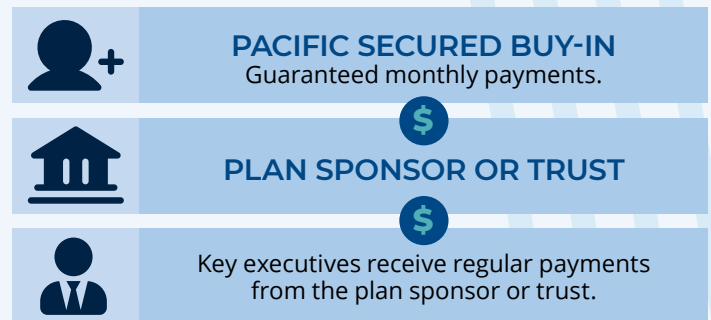 PACIFIC SECURED BUY-IN
Guaranteed monthly payments.
$
PLAN SPONSOR OR TRUST
$
Key executives receive regular payments
from the plan sponsor or trust.